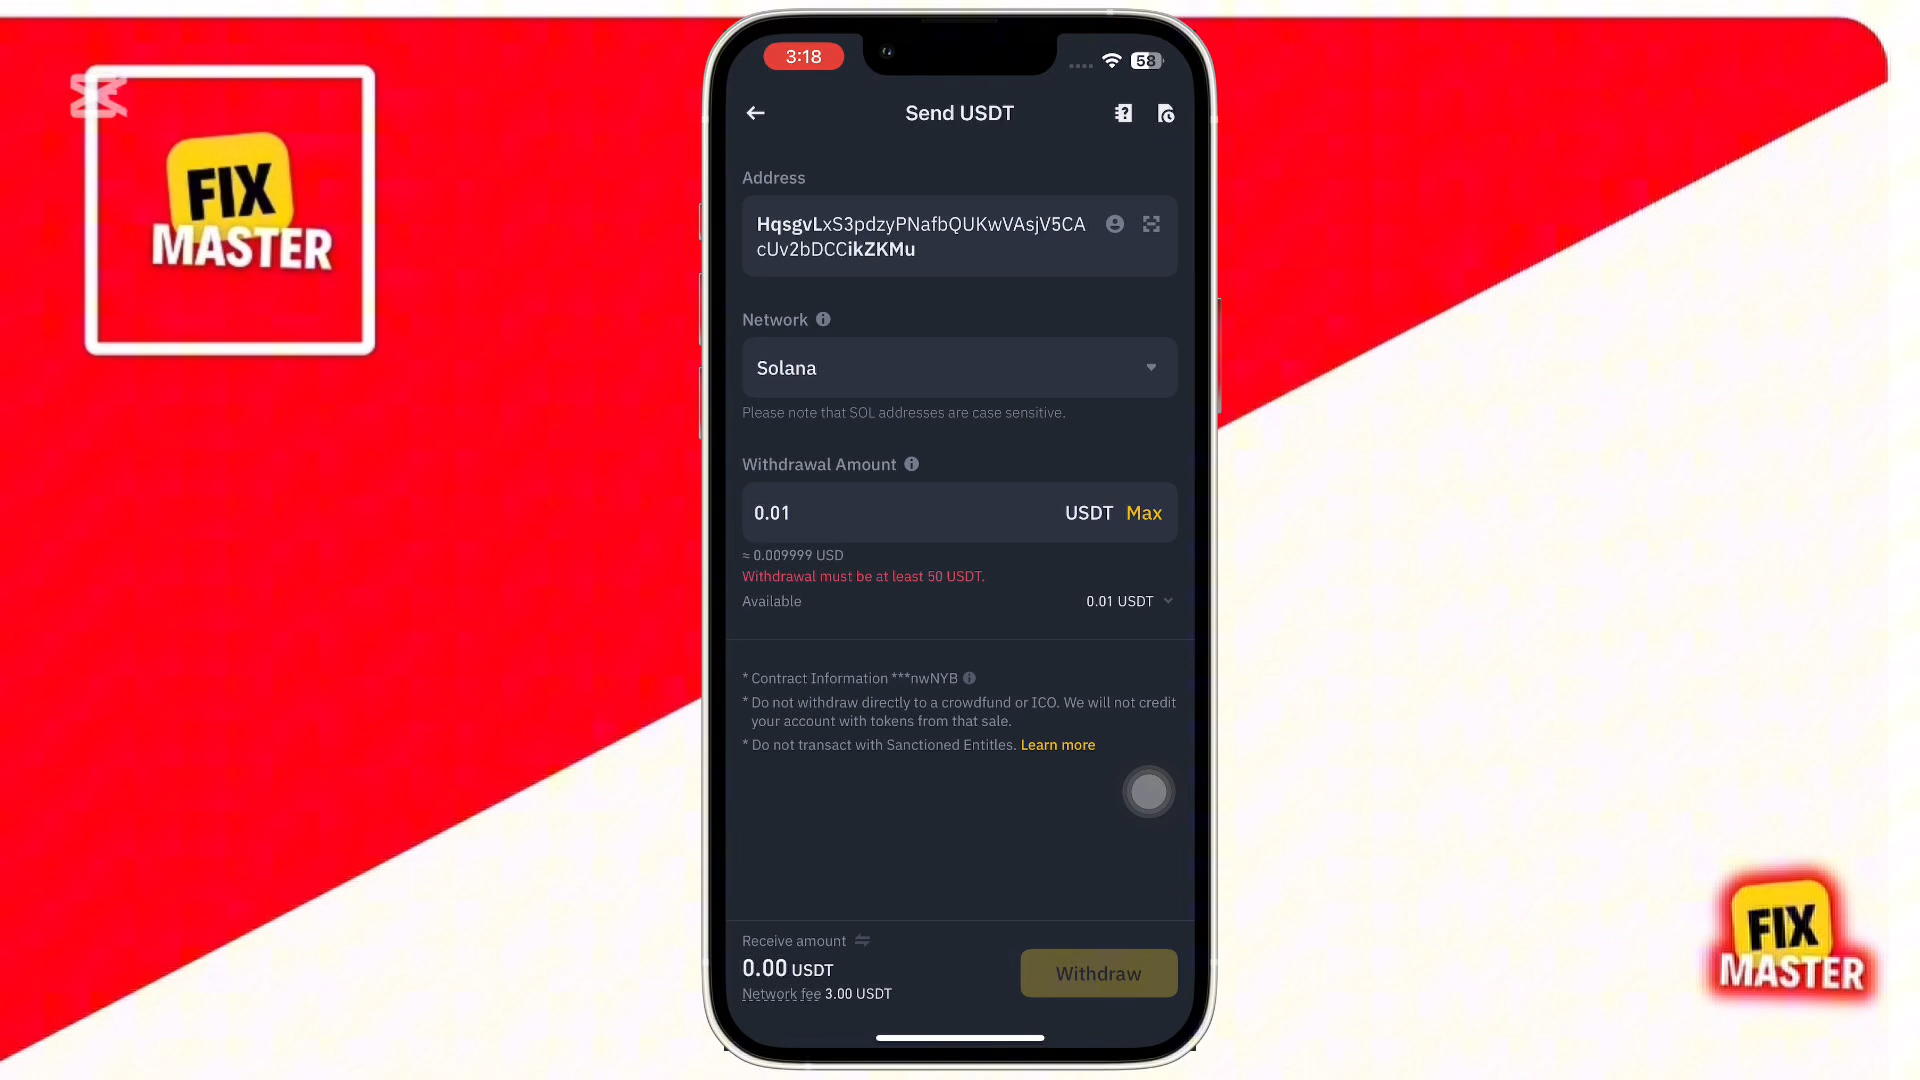 FIX
MASTER
3:18
58
Send USDT
Address
HqsgvLxS3pdzyPNafbQUKwVAsjV5CA
cUv2bDCCikZKMu
Network
Solana
Please note that SOL addresses are case sensitive.
Withdrawal Amount
0.01 USDT Max
≈ 0.009999 USD
Withdrawal must be at least 50 USDT.
Available 0.01 USDT
* Contract Information ***nwNYB
* Do not withdraw directly to a crowdfund or ICO. We will not credit
your account with tokens from that sale.
* Do not transact with Sanctioned Entitles. Learn more
Receive amount
0.00 USDT
Network fee 3.00 USDT
Withdraw
FIX
MASTER